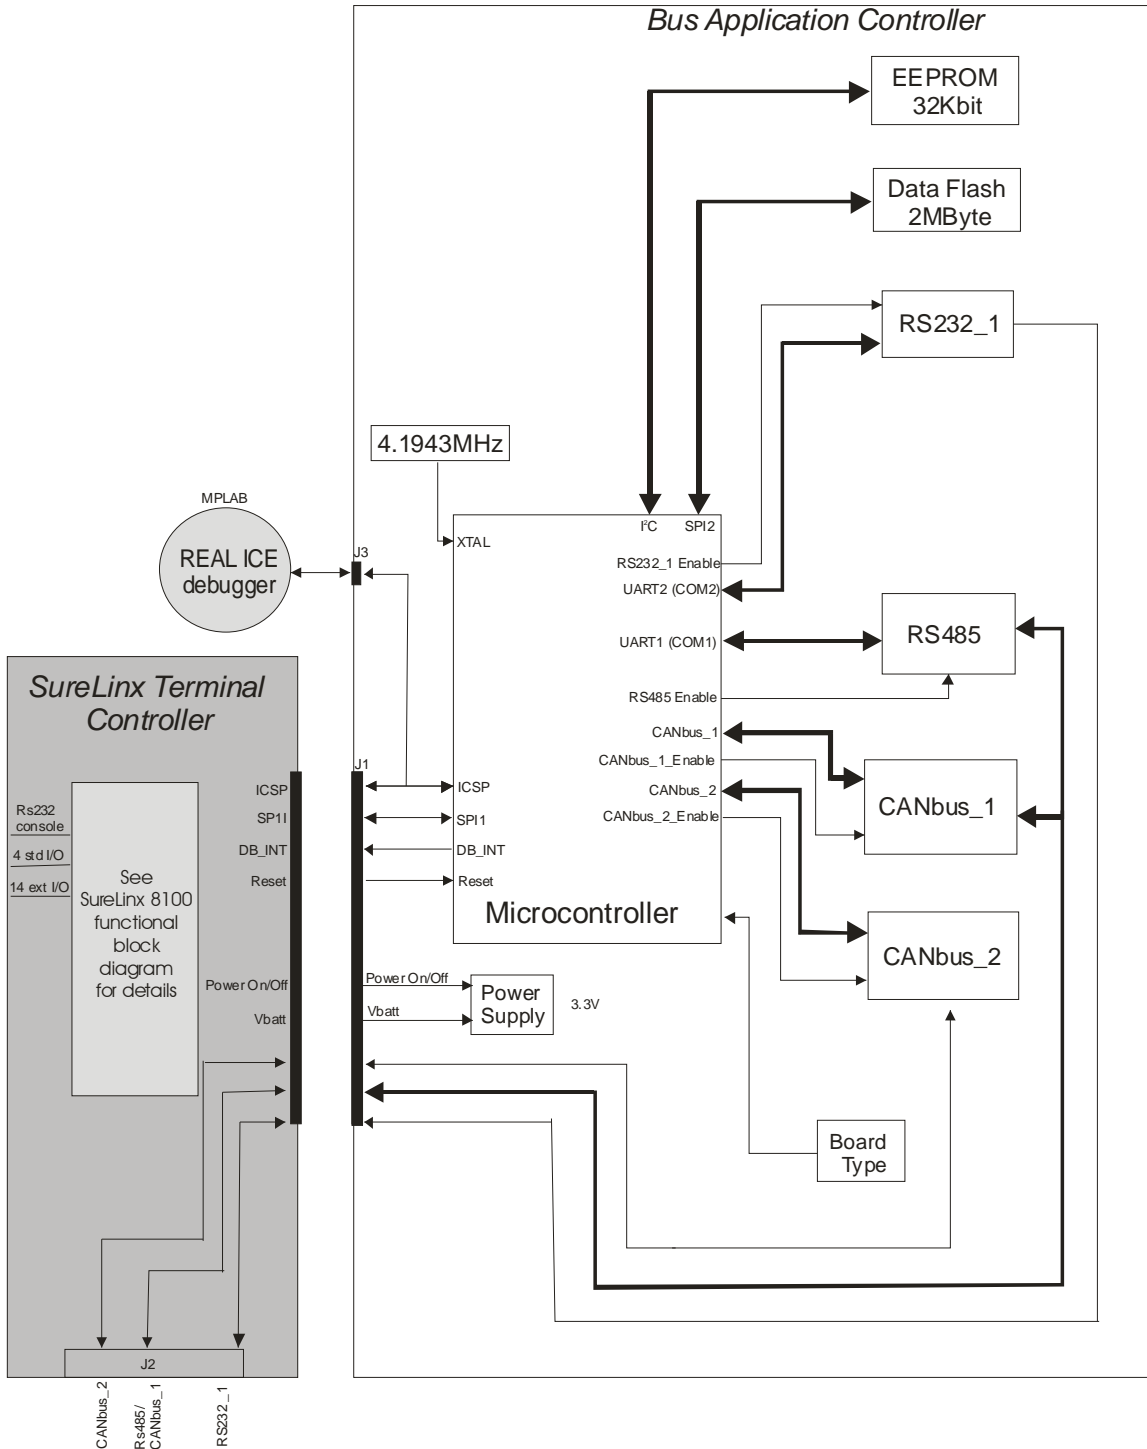 Bus Application Controller
EEPROM
32Kbit
Data Flash
2MByte
RS232_1
4.1943MHz
MPLAB
REAL ICE
debugger
J3
XTAL
I²C
SPI2
RS232_1 Enable
UART2 (COM2)
UART1 (COM1)
RS485
RS485 Enable
CANbus_1
CANbus_1_Enable
CANbus_2
CANbus_2_Enable
CANbus_1
CANbus_2
SureLinx Terminal
Controller
J1
ICSP
SP1I
DB_INT
Reset
ICSP
SPI1
DB_INT
Reset
Microcontroller
Rs232
console
4 std I/O
14 ext I/O
See
SureLinx 8100
functional
block
diagram
for details
Power On/Off
Vbatt
Power On/Off
Vbatt
Power
Supply
3.3V
Board
Type
J2
CANbus_2
Rs485/
CANbus_1
RS232_1